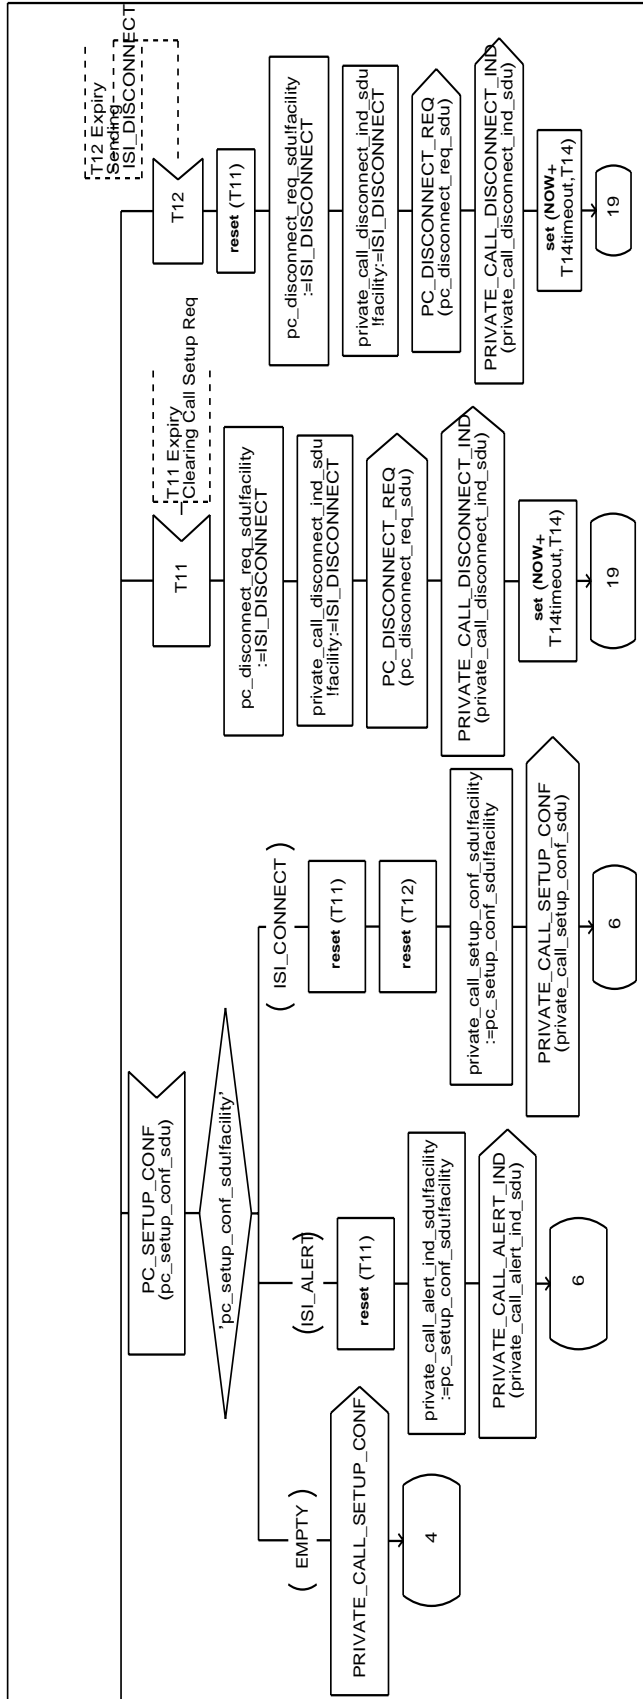 PC_SETUP_CONF
(pc_setup_conf_sdu)
'pc_setup_conf_sdu!facility'
( EMPTY )
PRIVATE_CALL_SETUP_CONF
4
(ISI_ALERT)
reset (T11)
private_call_alert_ind_sdu!facility
:=pc_setup_conf_sdu!facility
PRIVATE_CALL_ALERT_IND
(private_call_alert_ind_sdu)
6
( ISI_CONNECT)
reset (T11)
reset (T12)
private_call_setup_conf_sdu!facility
:=pc_setup_conf_sdu!facility
PRIVATE_CALL_SETUP_CONF
(private_call_setup_conf_sdu)
6
T11
T11 Expiry
Clearing Call Setup Req
pc_disconnect_req_sdu!facility
:=ISI_DISCONNECT
private_call_disconnect_ind_sdu
!facility:=ISI_DISCONNECT
PC_DISCONNECT_REQ
(pc_disconnect_req_sdu)
PRIVATE_CALL_DISCONNECT_IND
(private_call_disconnect_ind_sdu)
set (NOW+
T14timeout,T14)
19
T12 Expiry
Sending
ISI_DISCONNECT
T12
reset (T11)
pc_disconnect_req_sdu!facility
:=ISI_DISCONNECT
private_call_disconnect_ind_sdu
!facility:=ISI_DISCONNECT
PC_DISCONNECT_REQ
(pc_disconnect_req_sdu)
PRIVATE_CALL_DISCONNECT_IND
(private_call_disconnect_ind_sdu)
set (NOW+
T14timeout,T14)
19